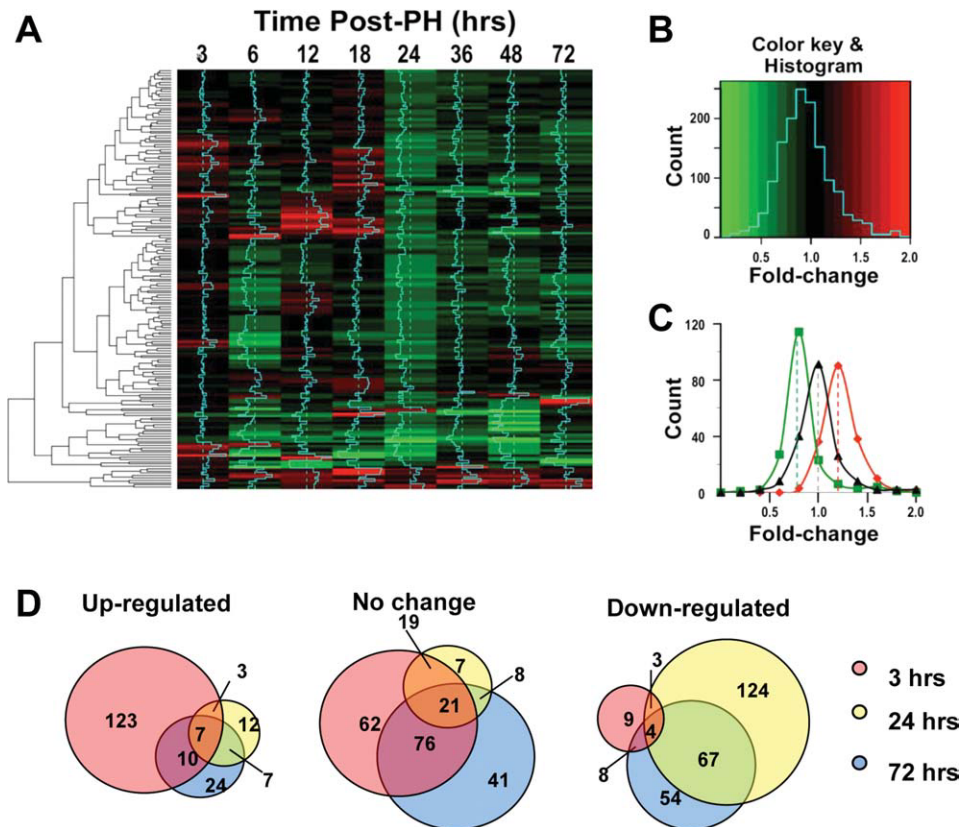 A
Time Post-PH (hrs)
3 6 12 18 24 36 48 72
B
Color key &
Histogram
Count
200
100
0
0.5 1.0 1.5 2.0
Fold-change
C
Count
120
80
40
0
0.5 1.0 1.5 2.0
Fold-change
D
Up-regulated
123
3
12
7
10
7
24
No change
19
7
8
62
21
76
41
Down-regulated
3
9
4
124
8
67
54
3 hrs
24 hrs
72 hrs